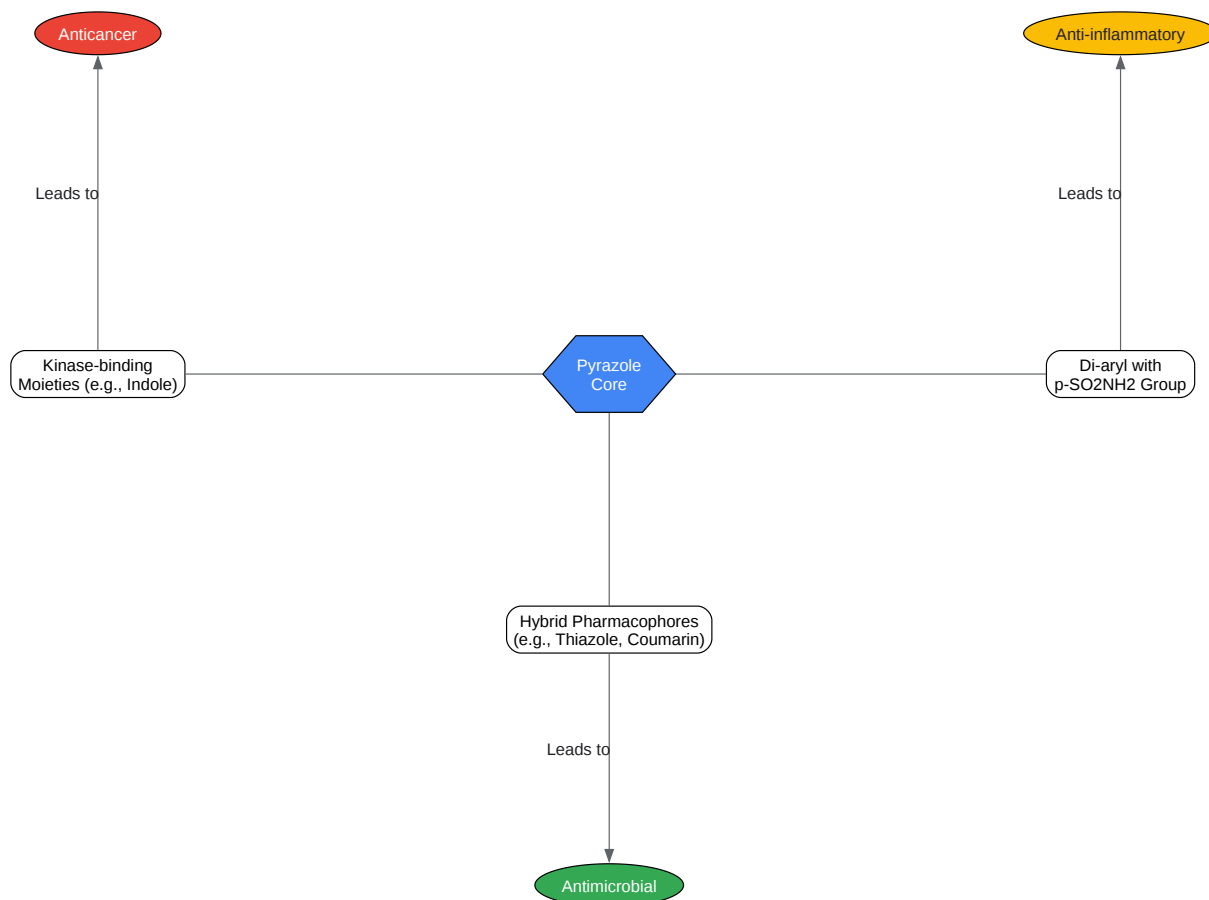 Anticancer
Anti-inflammatory
Leads to
Leads to
Kinase-binding
Moieties (e.g., Indole)
Pyrazole
Core
Di-aryl with
p-SO2NH2 Group
Hybrid Pharmacophores
(e.g., Thiazole, Coumarin)
Leads to
Antimicrobial